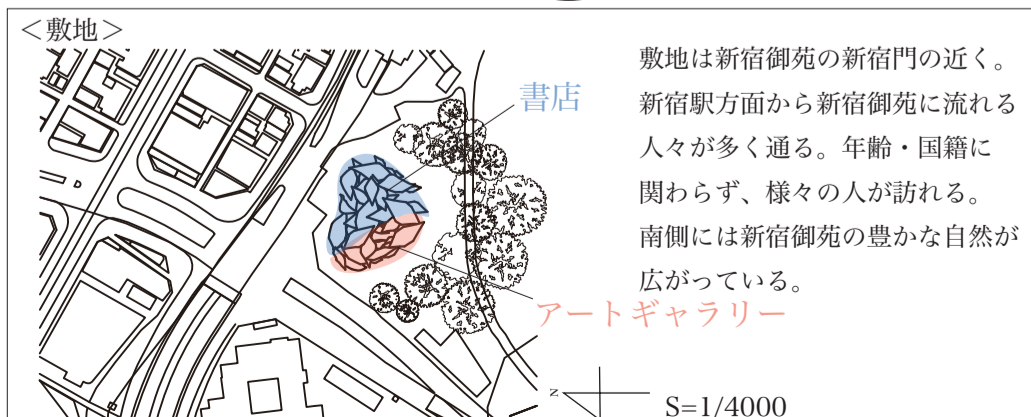 ＜敷地＞
書店
アートギャラリー
敷地は新宿御苑の新宿門の近く。
新宿駅方面から新宿御苑に流れる
人々が多く通る。年齢・国籍に
関わらず、様々の人が訪れる。
南側には新宿御苑の豊かな自然が
広がっている。
N
S=1/4000